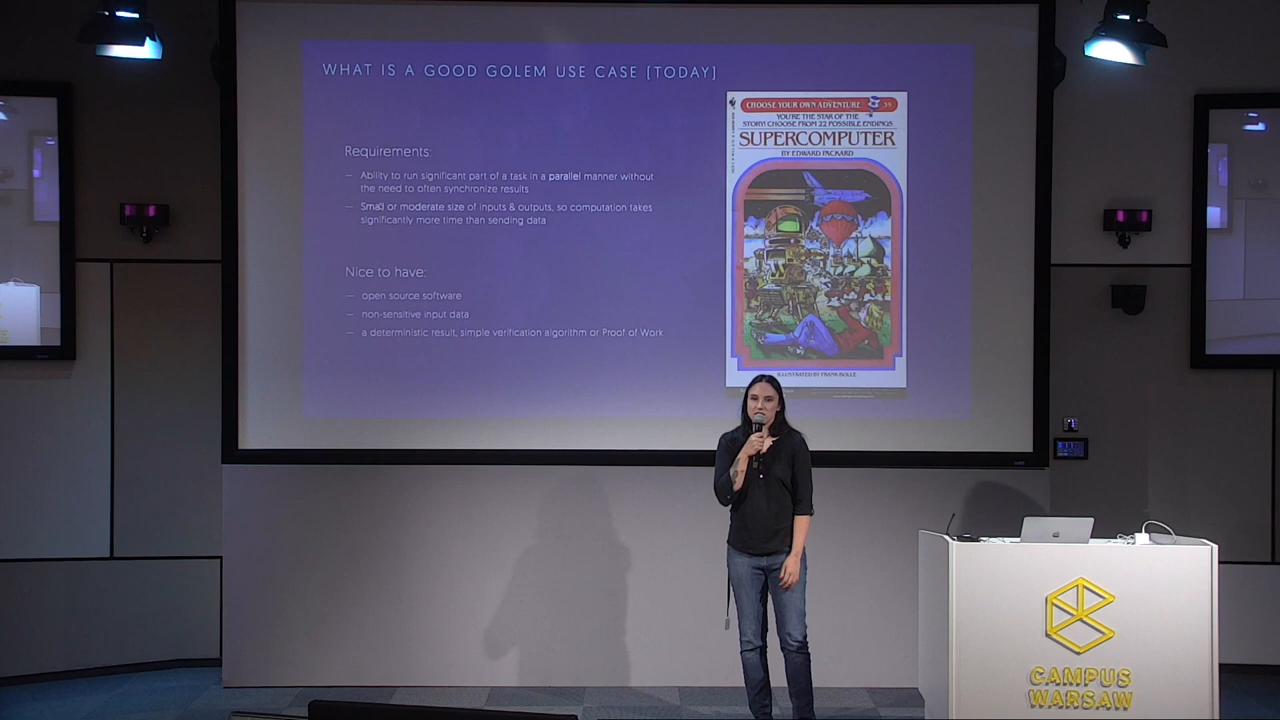 WHAT IS A GOOD GOLEM USE CASE [TODAY]
Requirements:
— Ability to run significant part of a task in a parallel manner without
the need to often synchronize results
— Small or moderate size of inputs & outputs, so computation takes
significantly more time than sending data
Nice to have:
— open source software
— non-sensitive input data
— a deterministic result, simple verification algorithm or Proof of Work
CHOOSE YOUR OWN ADVENTURE
YOU'RE THE STAR OF THE
STORY! CHOOSE FROM 22 POSSIBLE ENDINGS
SUPERCOMPUTER
BY EDWARD PACKARD
ILLUSTRATED BY FRANK BOLLE
CAMPUS
WARSAW